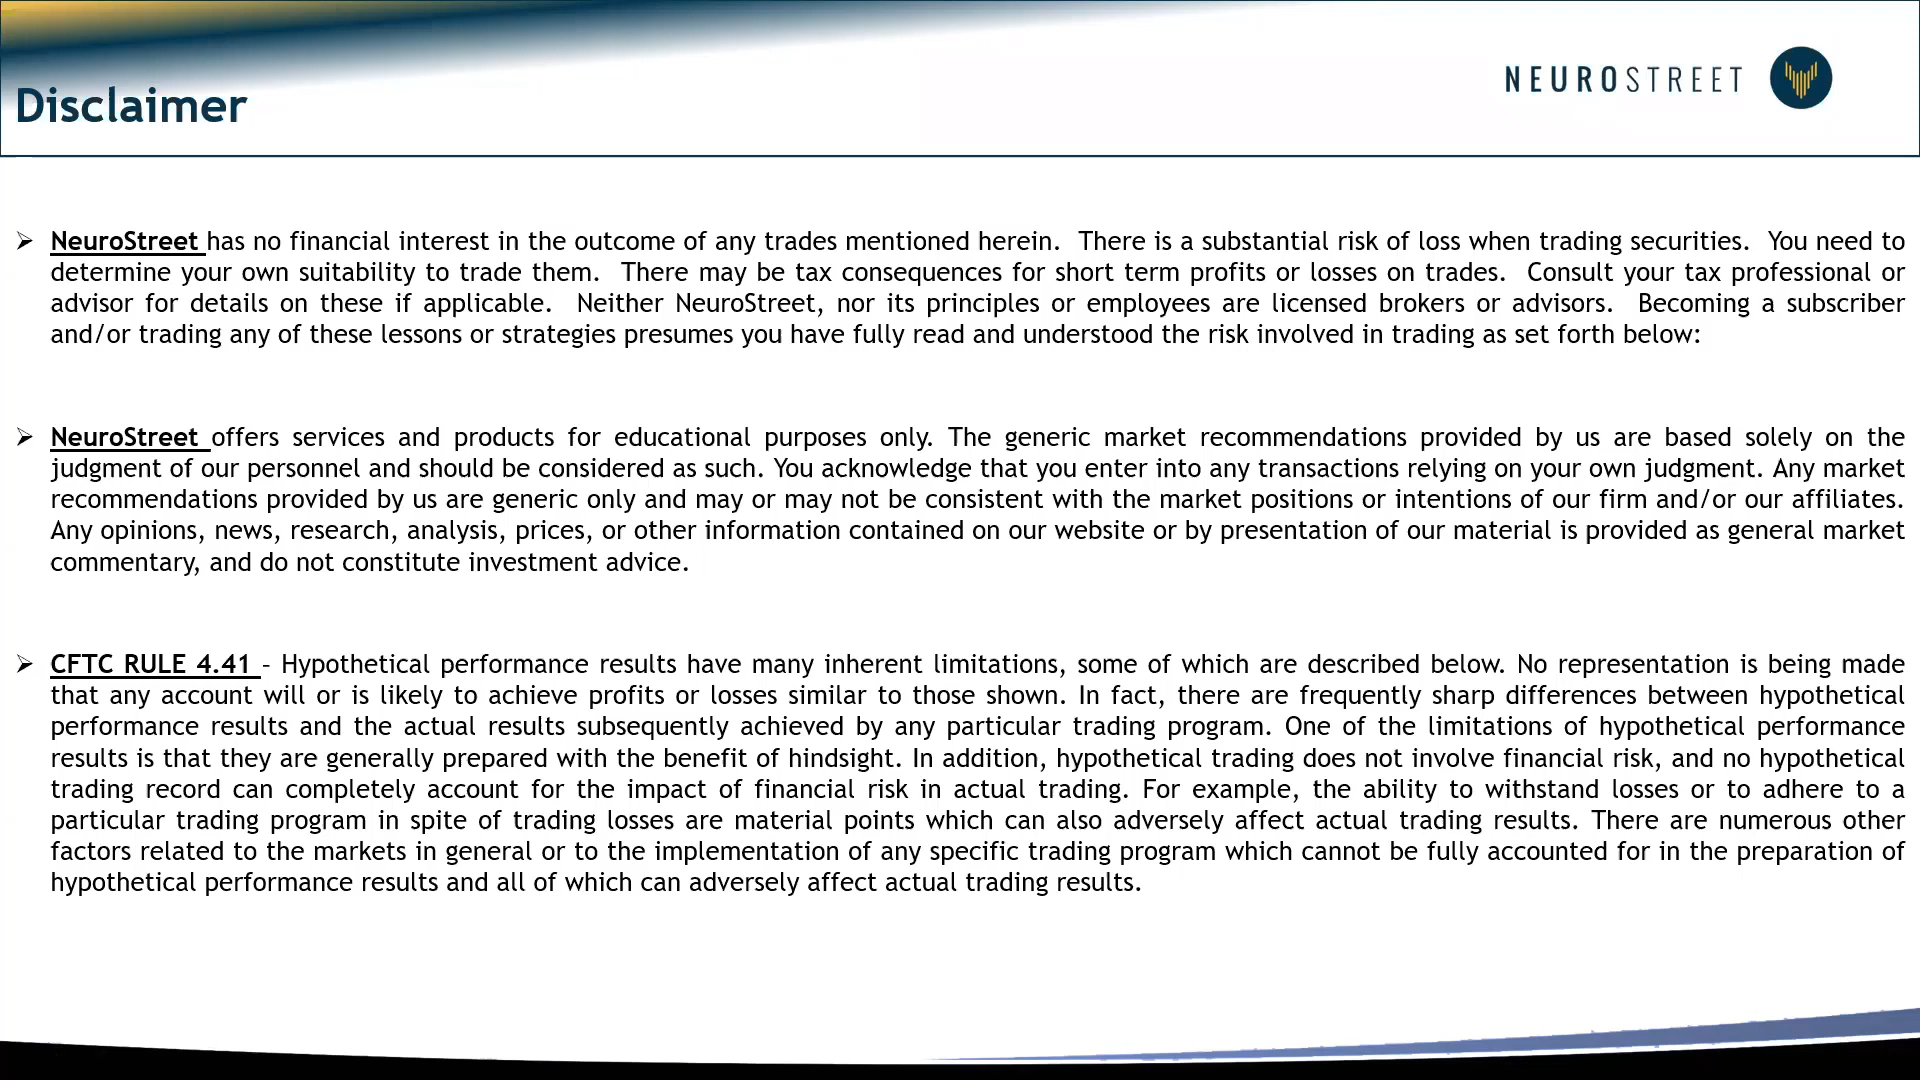 NEUROSTREET
Disclaimer
➢ NeuroStreet has no financial interest in the outcome of any trades mentioned herein.  There is a substantial risk of loss when trading securities.  You need to
determine your own suitability to trade them.  There may be tax consequences for short term profits or losses on trades.  Consult your tax professional or
advisor for details on these if applicable.  Neither NeuroStreet, nor its principles or employees are licensed brokers or advisors.  Becoming a subscriber
and/or trading any of these lessons or strategies presumes you have fully read and understood the risk involved in trading as set forth below:
➢ NeuroStreet offers services and products for educational purposes only. The generic market recommendations provided by us are based solely on the
judgment of our personnel and should be considered as such. You acknowledge that you enter into any transactions relying on your own judgment. Any market
recommendations provided by us are generic only and may or may not be consistent with the market positions or intentions of our firm and/or our affiliates.
Any opinions, news, research, analysis, prices, or other information contained on our website or by presentation of our material is provided as general market
commentary, and do not constitute investment advice.
➢ CFTC RULE 4.41 – Hypothetical performance results have many inherent limitations, some of which are described below. No representation is being made
that any account will or is likely to achieve profits or losses similar to those shown. In fact, there are frequently sharp differences between hypothetical
performance results and the actual results subsequently achieved by any particular trading program. One of the limitations of hypothetical performance
results is that they are generally prepared with the benefit of hindsight. In addition, hypothetical trading does not involve financial risk, and no hypothetical
trading record can completely account for the impact of financial risk in actual trading. For example, the ability to withstand losses or to adhere to a
particular trading program in spite of trading losses are material points which can also adversely affect actual trading results. There are numerous other
factors related to the markets in general or to the implementation of any specific trading program which cannot be fully accounted for in the preparation of
hypothetical performance results and all of which can adversely affect actual trading results.